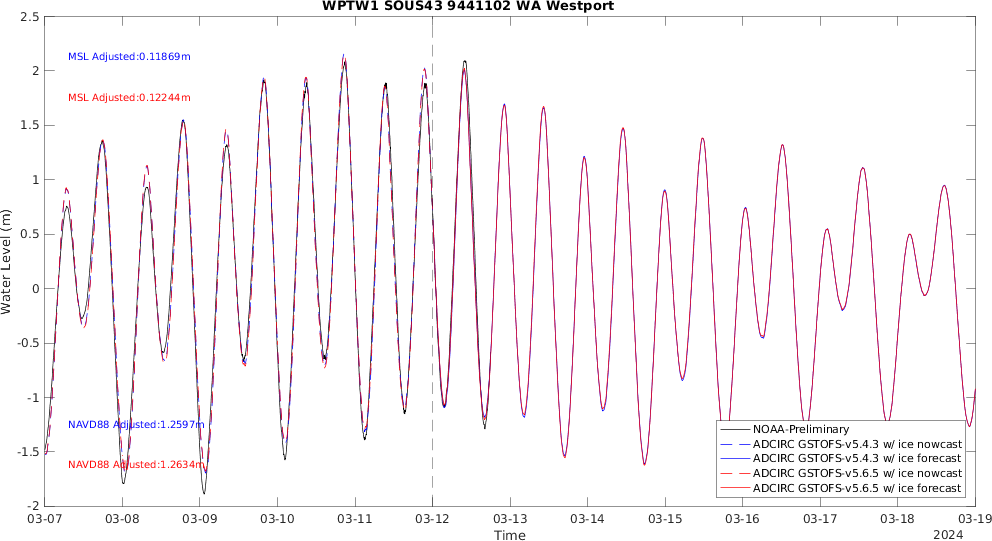 WPTW1 SOUS43 9441102 WA Westport
2.5
2
1.5
1
0.5
0
-0.5
-1
-1.5
-2
Water Level (m)
MSL Adjusted:0.11869m
MSL Adjusted:0.12244m
NAVD88 Adjusted:1.2597m
NAVD88 Adjusted:1.2634m
NOAA-Preliminary
ADCIRC GSTOFS-v5.4.3 w/ ice nowcast
ADCIRC GSTOFS-v5.4.3 w/ ice forecast
ADCIRC GSTOFS-v5.6.5 w/ ice nowcast
ADCIRC GSTOFS-v5.6.5 w/ ice forecast
03-07 03-08 03-09 03-10 03-11 03-12 03-13 03-14 03-15 03-16 03-17 03-18 03-19
Time
2024